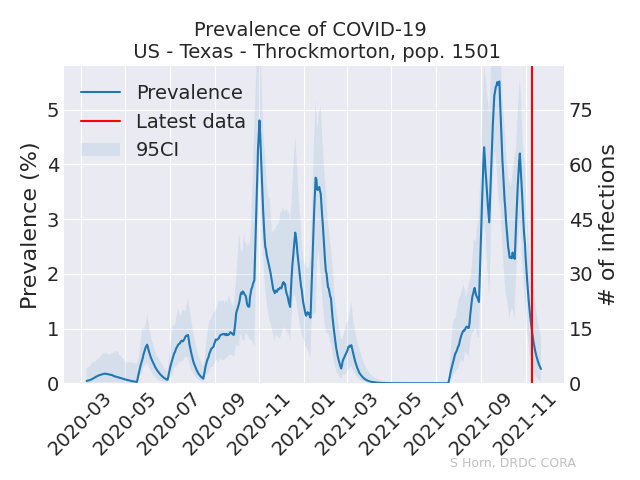 Prevalence of COVID-19
US - Texas - Throckmorton, pop. 1501
Prevalence
Latest data
95CI
Prevalence (%)
5
4
3
2
1
0
75
60
45
30
15
0
# of infections
2020-03
2020-05
2020-07
2020-09
2020-11
2021-01
2021-03
2021-05
2021-07
2021-09
2021-11
S Horn, DRDC CORA